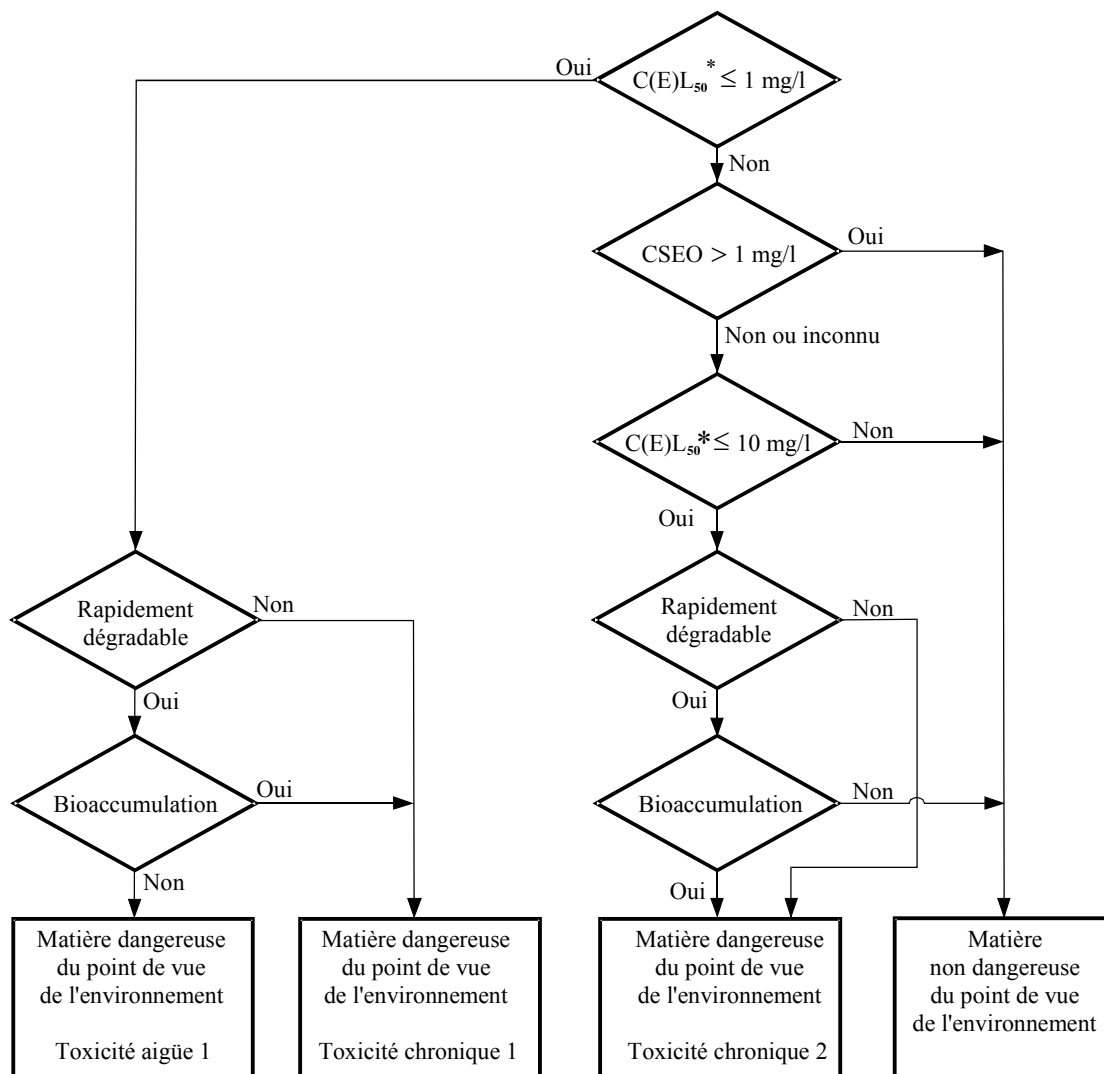 Oui
C(E)L50* ≤ 1 mg/l
Non
CSEO > 1 mg/l
Oui
Non ou inconnu
C(E)L50* ≤ 10 mg/l
Non
Oui
Rapidement
dégradable
Non
Oui
Bioaccumulation
Oui
Non
Rapidement
dégradable
Non
Oui
Bioaccumulation
Non
Oui
Matière dangereuse
du point de vue
de l'environnement
Toxicité aigüe 1
Matière dangereuse
du point de vue
de l'environnement
Toxicité chronique 1
Matière dangereuse
du point de vue
de l'environnement
Toxicité chronique 2
Matière
non dangereuse
du point de vue
de l'environnement